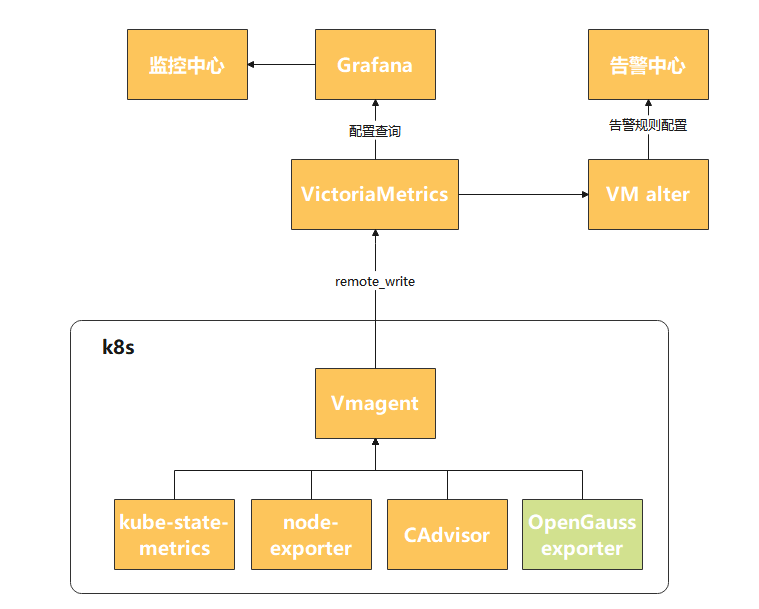 监控中心
Grafana
告警中心
配置查询
告警规则配置
VictoriaMetrics
VM alter
remote_write
k8s
Vmagent
kube-state-
metrics
node-
exporter
CAdvisor
OpenGauss
exporter